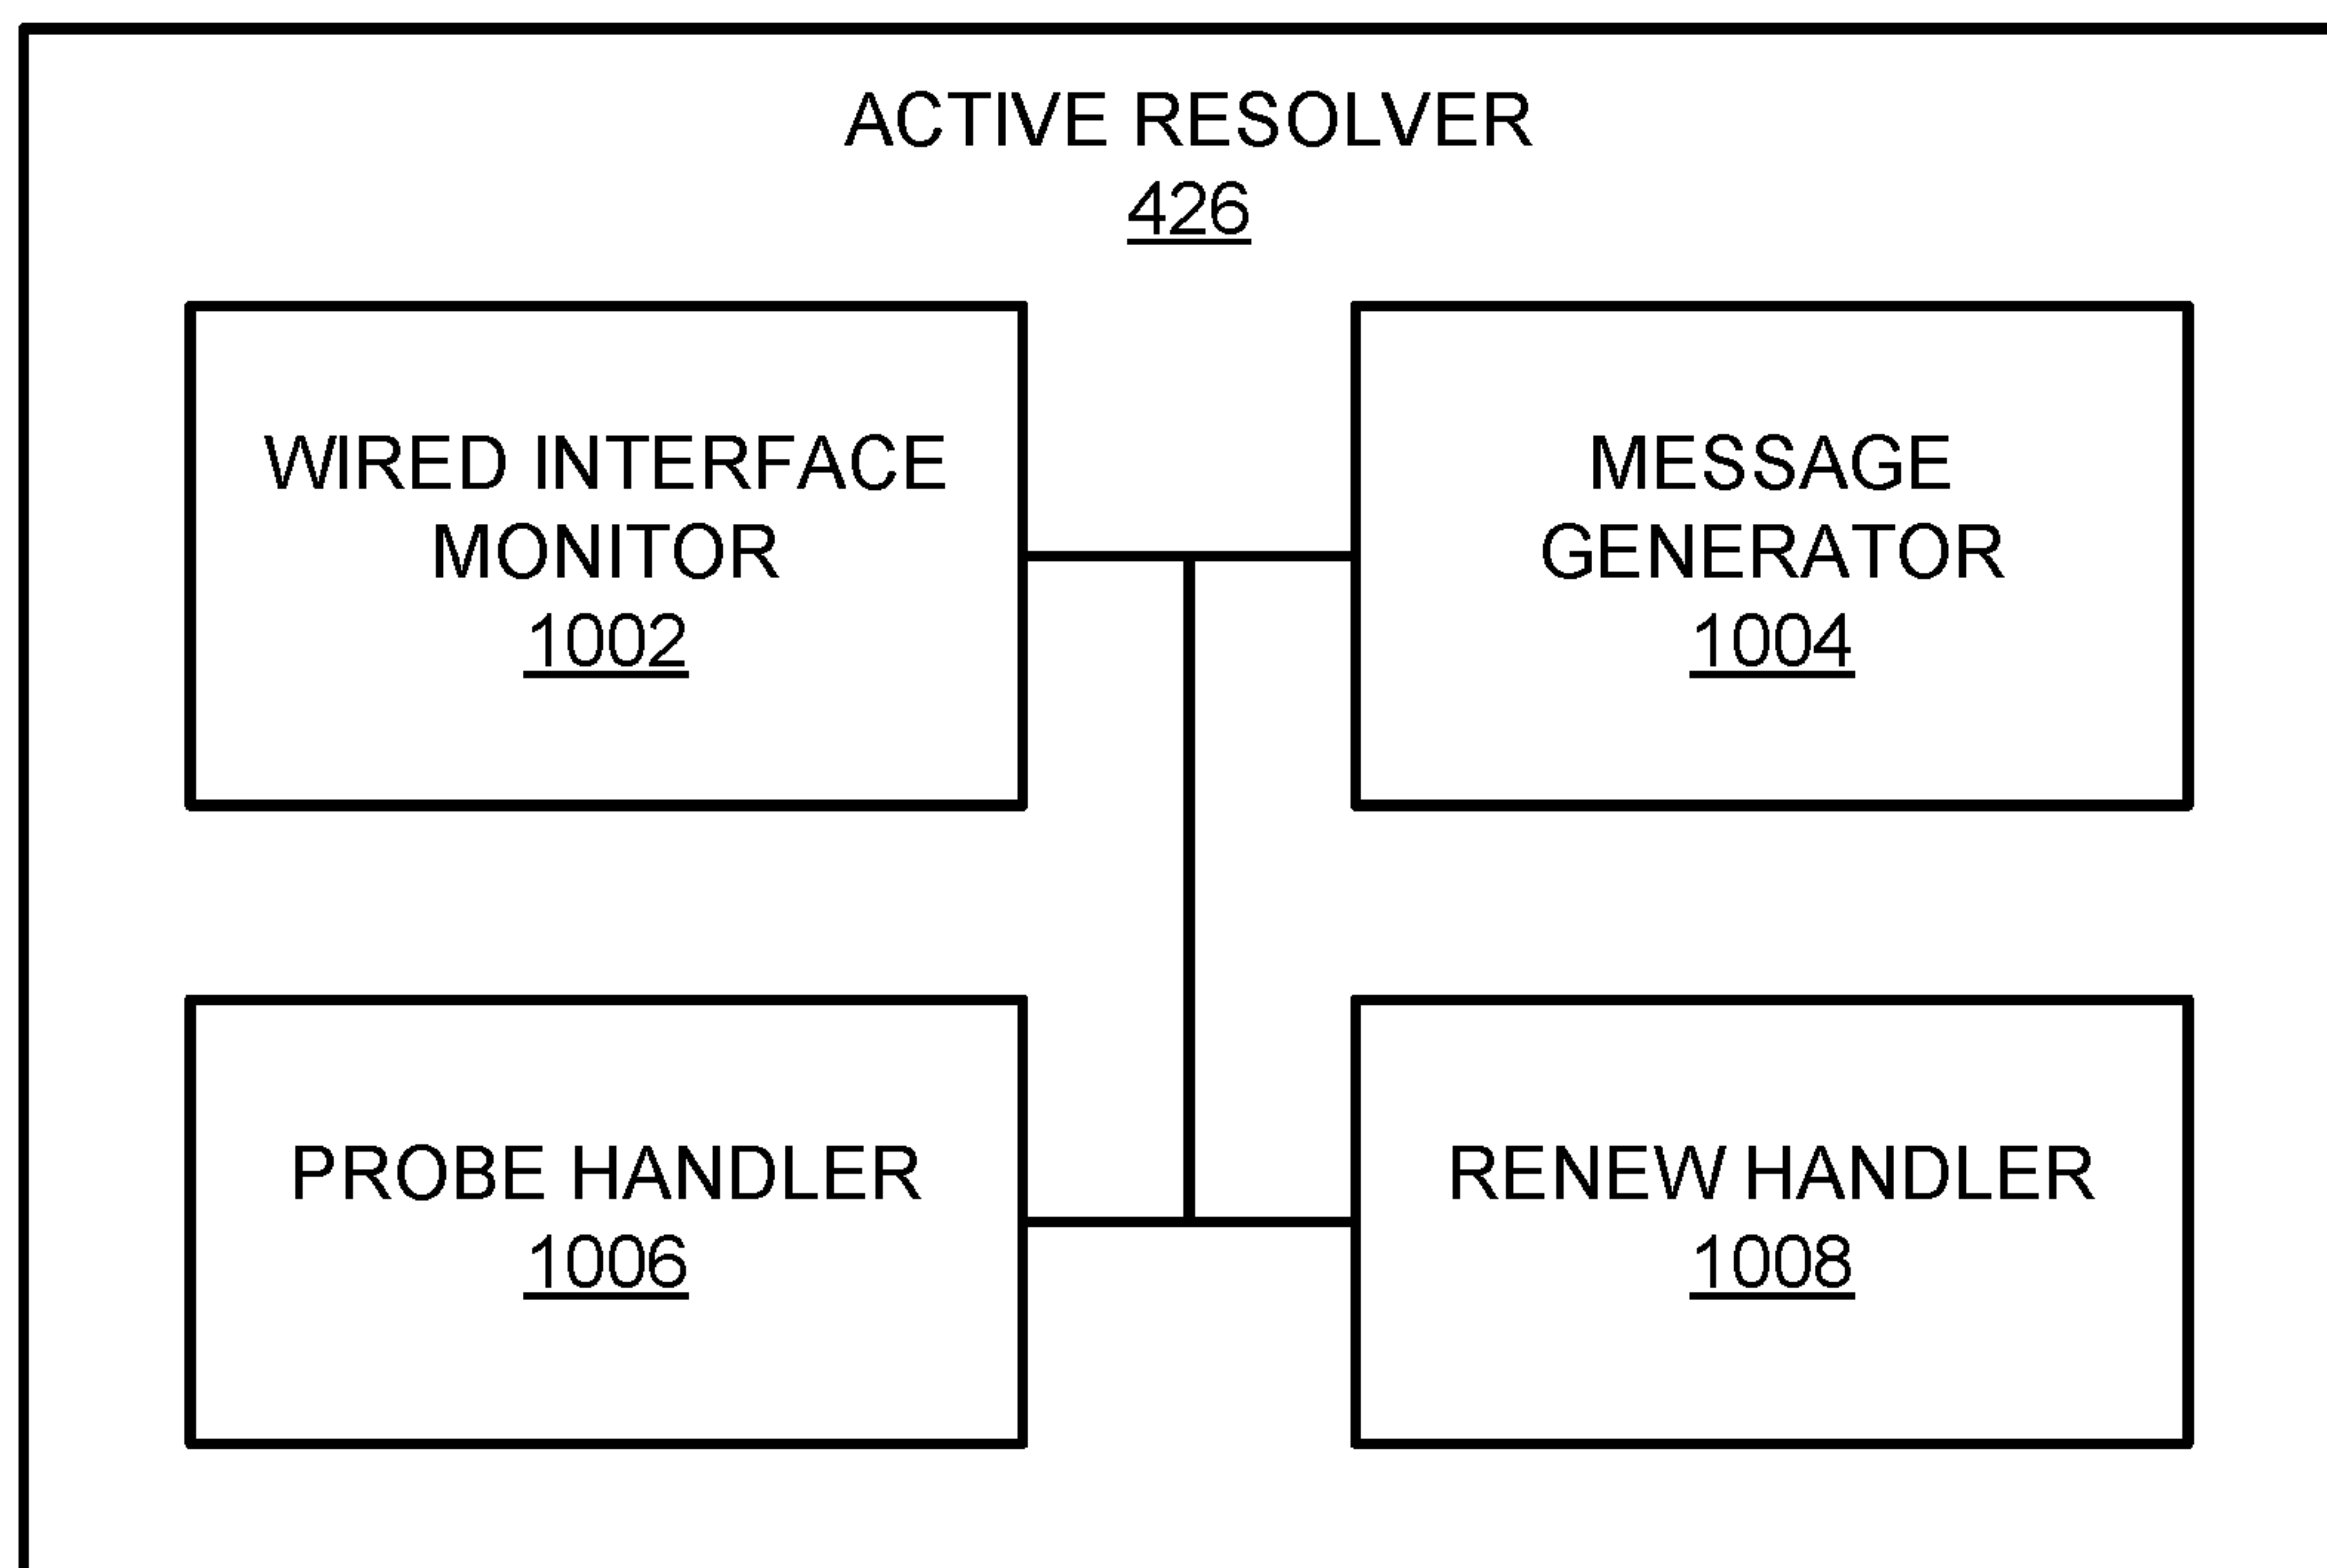 ACTIVE RESOLVER
426
WIRED INTERFACE
MONITOR
1002
MESSAGE
GENERATOR
1004
PROBE HANDLER
1006
RENEW HANDLER
1008